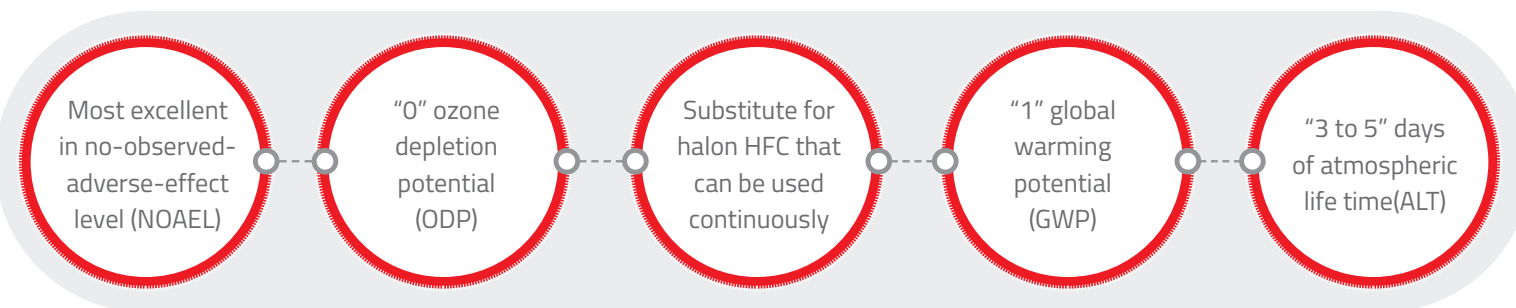 Most excellent
in no-observed-
adverse-effect
level (NOAEL)
“0” ozone
depletion
potential
(ODP)
Substitute for
halon HFC that
can be used
continuously
“1” global
warming
potential
(GWP)
“3 to 5” days
of atmospheric
life time(ALT)